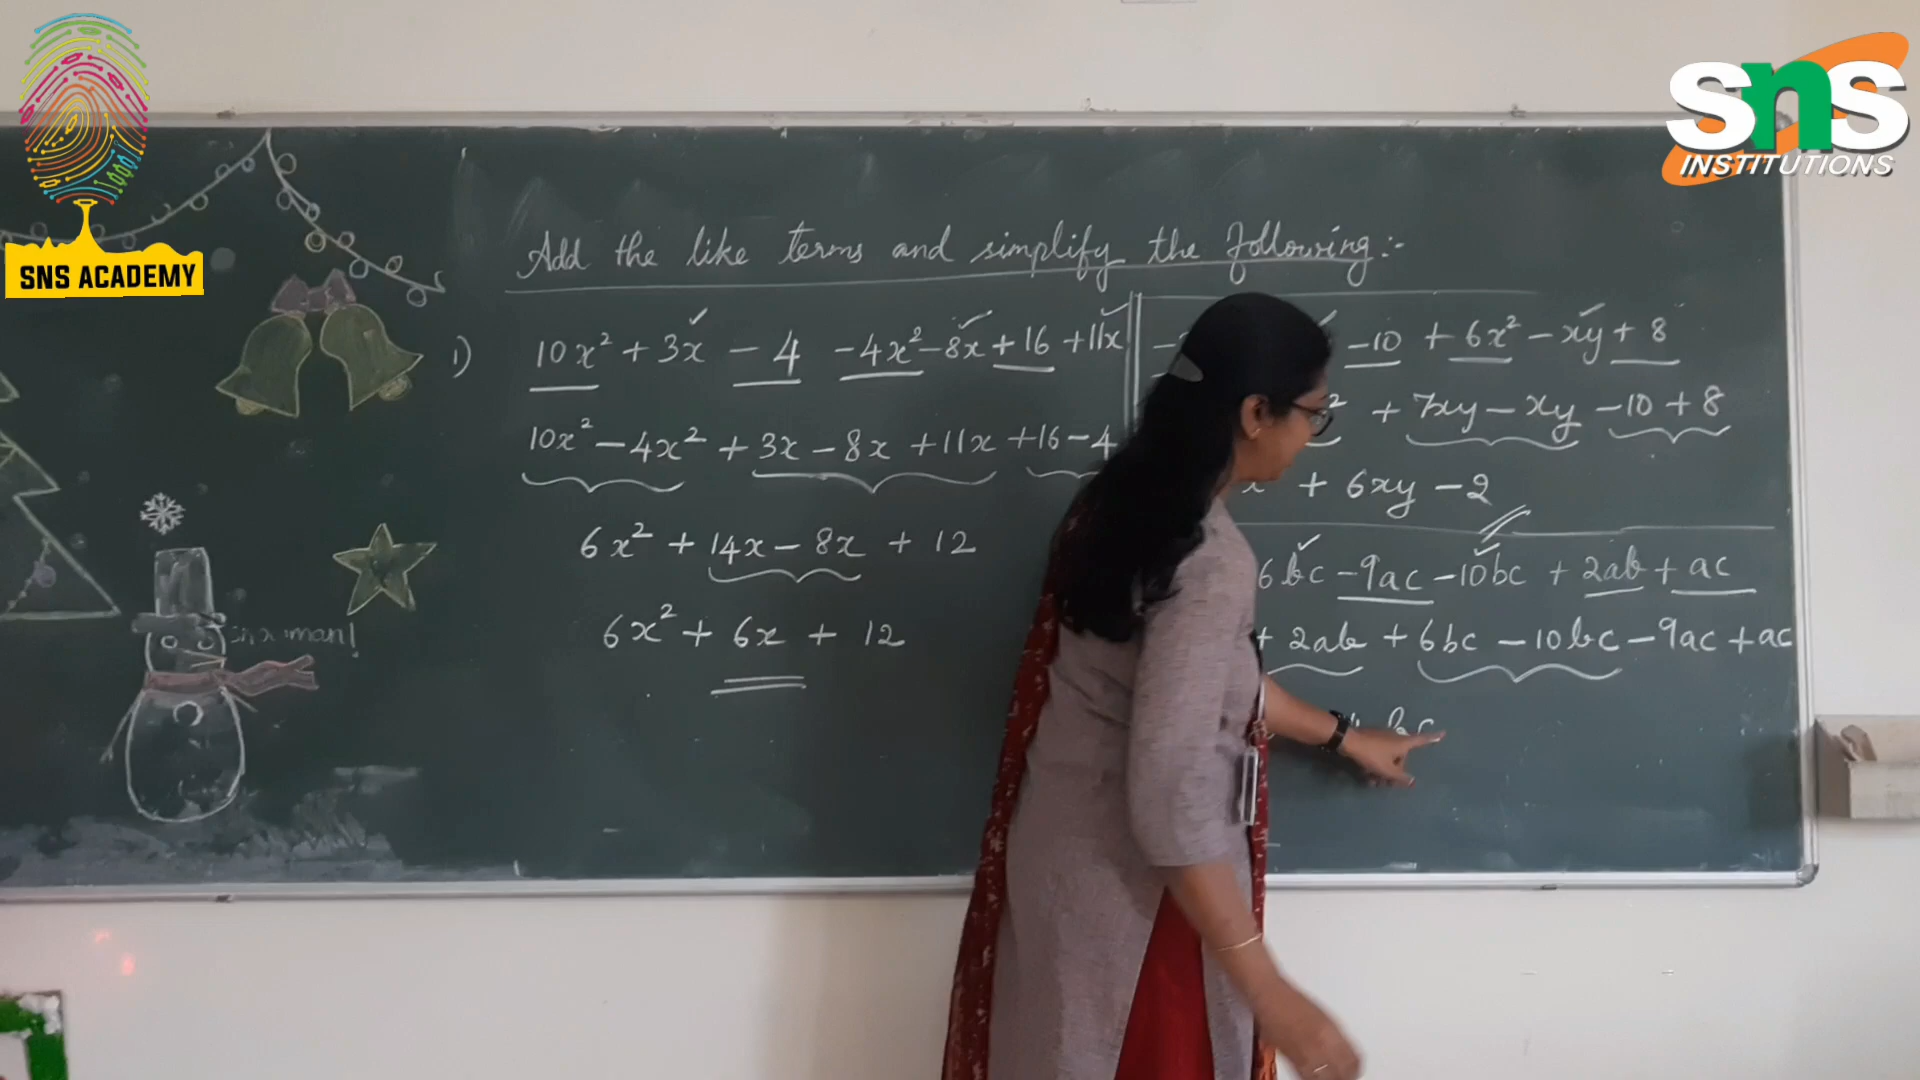 SNS ACADEMY
SNS
INSTITUTIONS
Add the like terms and simplify the following:-
1) 10x² + 3x - 4 - 4x² - 8x + 16 + 11x
10x² - 4x² + 3x - 8x + 11x + 16 - 4
6x² + 14x - 8x + 12
6x² + 6x + 12
- 10 + 6x² - xy + 8
² + 7xy - xy - 10 + 8
+ 6xy - 2
6bc - 9ac - 10bc + 2ab + ac
+ 2ab + 6bc - 10bc - 9ac + ac
bc
man!